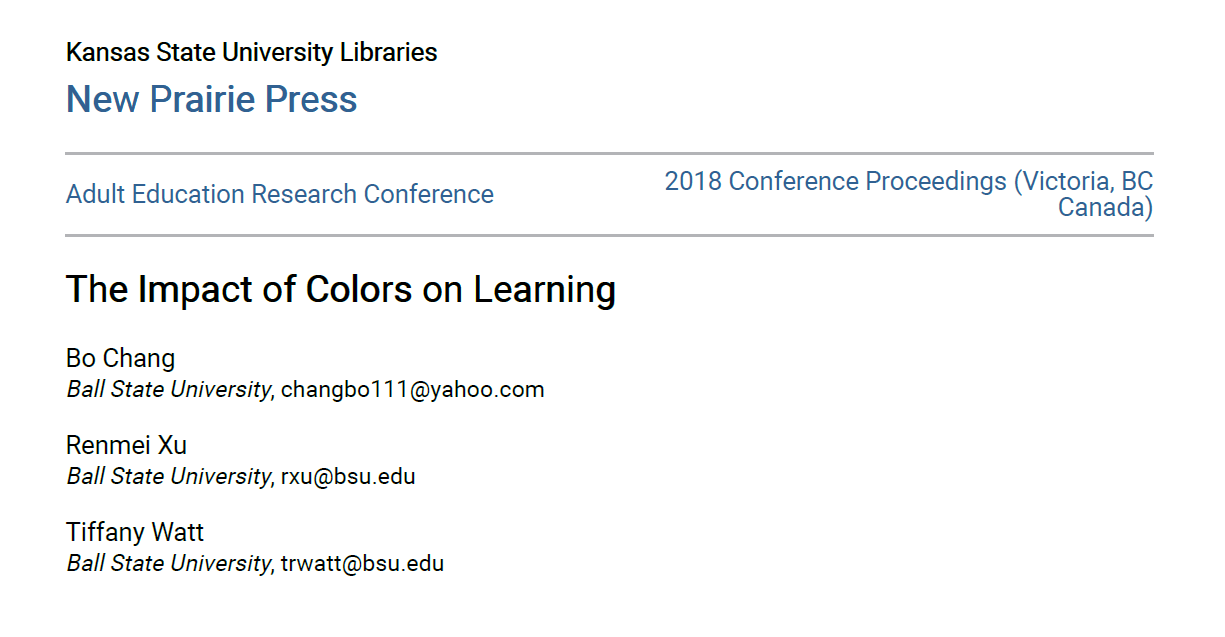 Kansas State University Libraries
New Prairie Press
Adult Education Research Conference
2018 Conference Proceedings (Victoria, BC
Canada)
The Impact of Colors on Learning
Bo Chang
Ball State University, changbo111@yahoo.com
Renmei Xu
Ball State University, rxu@bsu.edu
Tiffany Watt
Ball State University, trwatt@bsu.edu